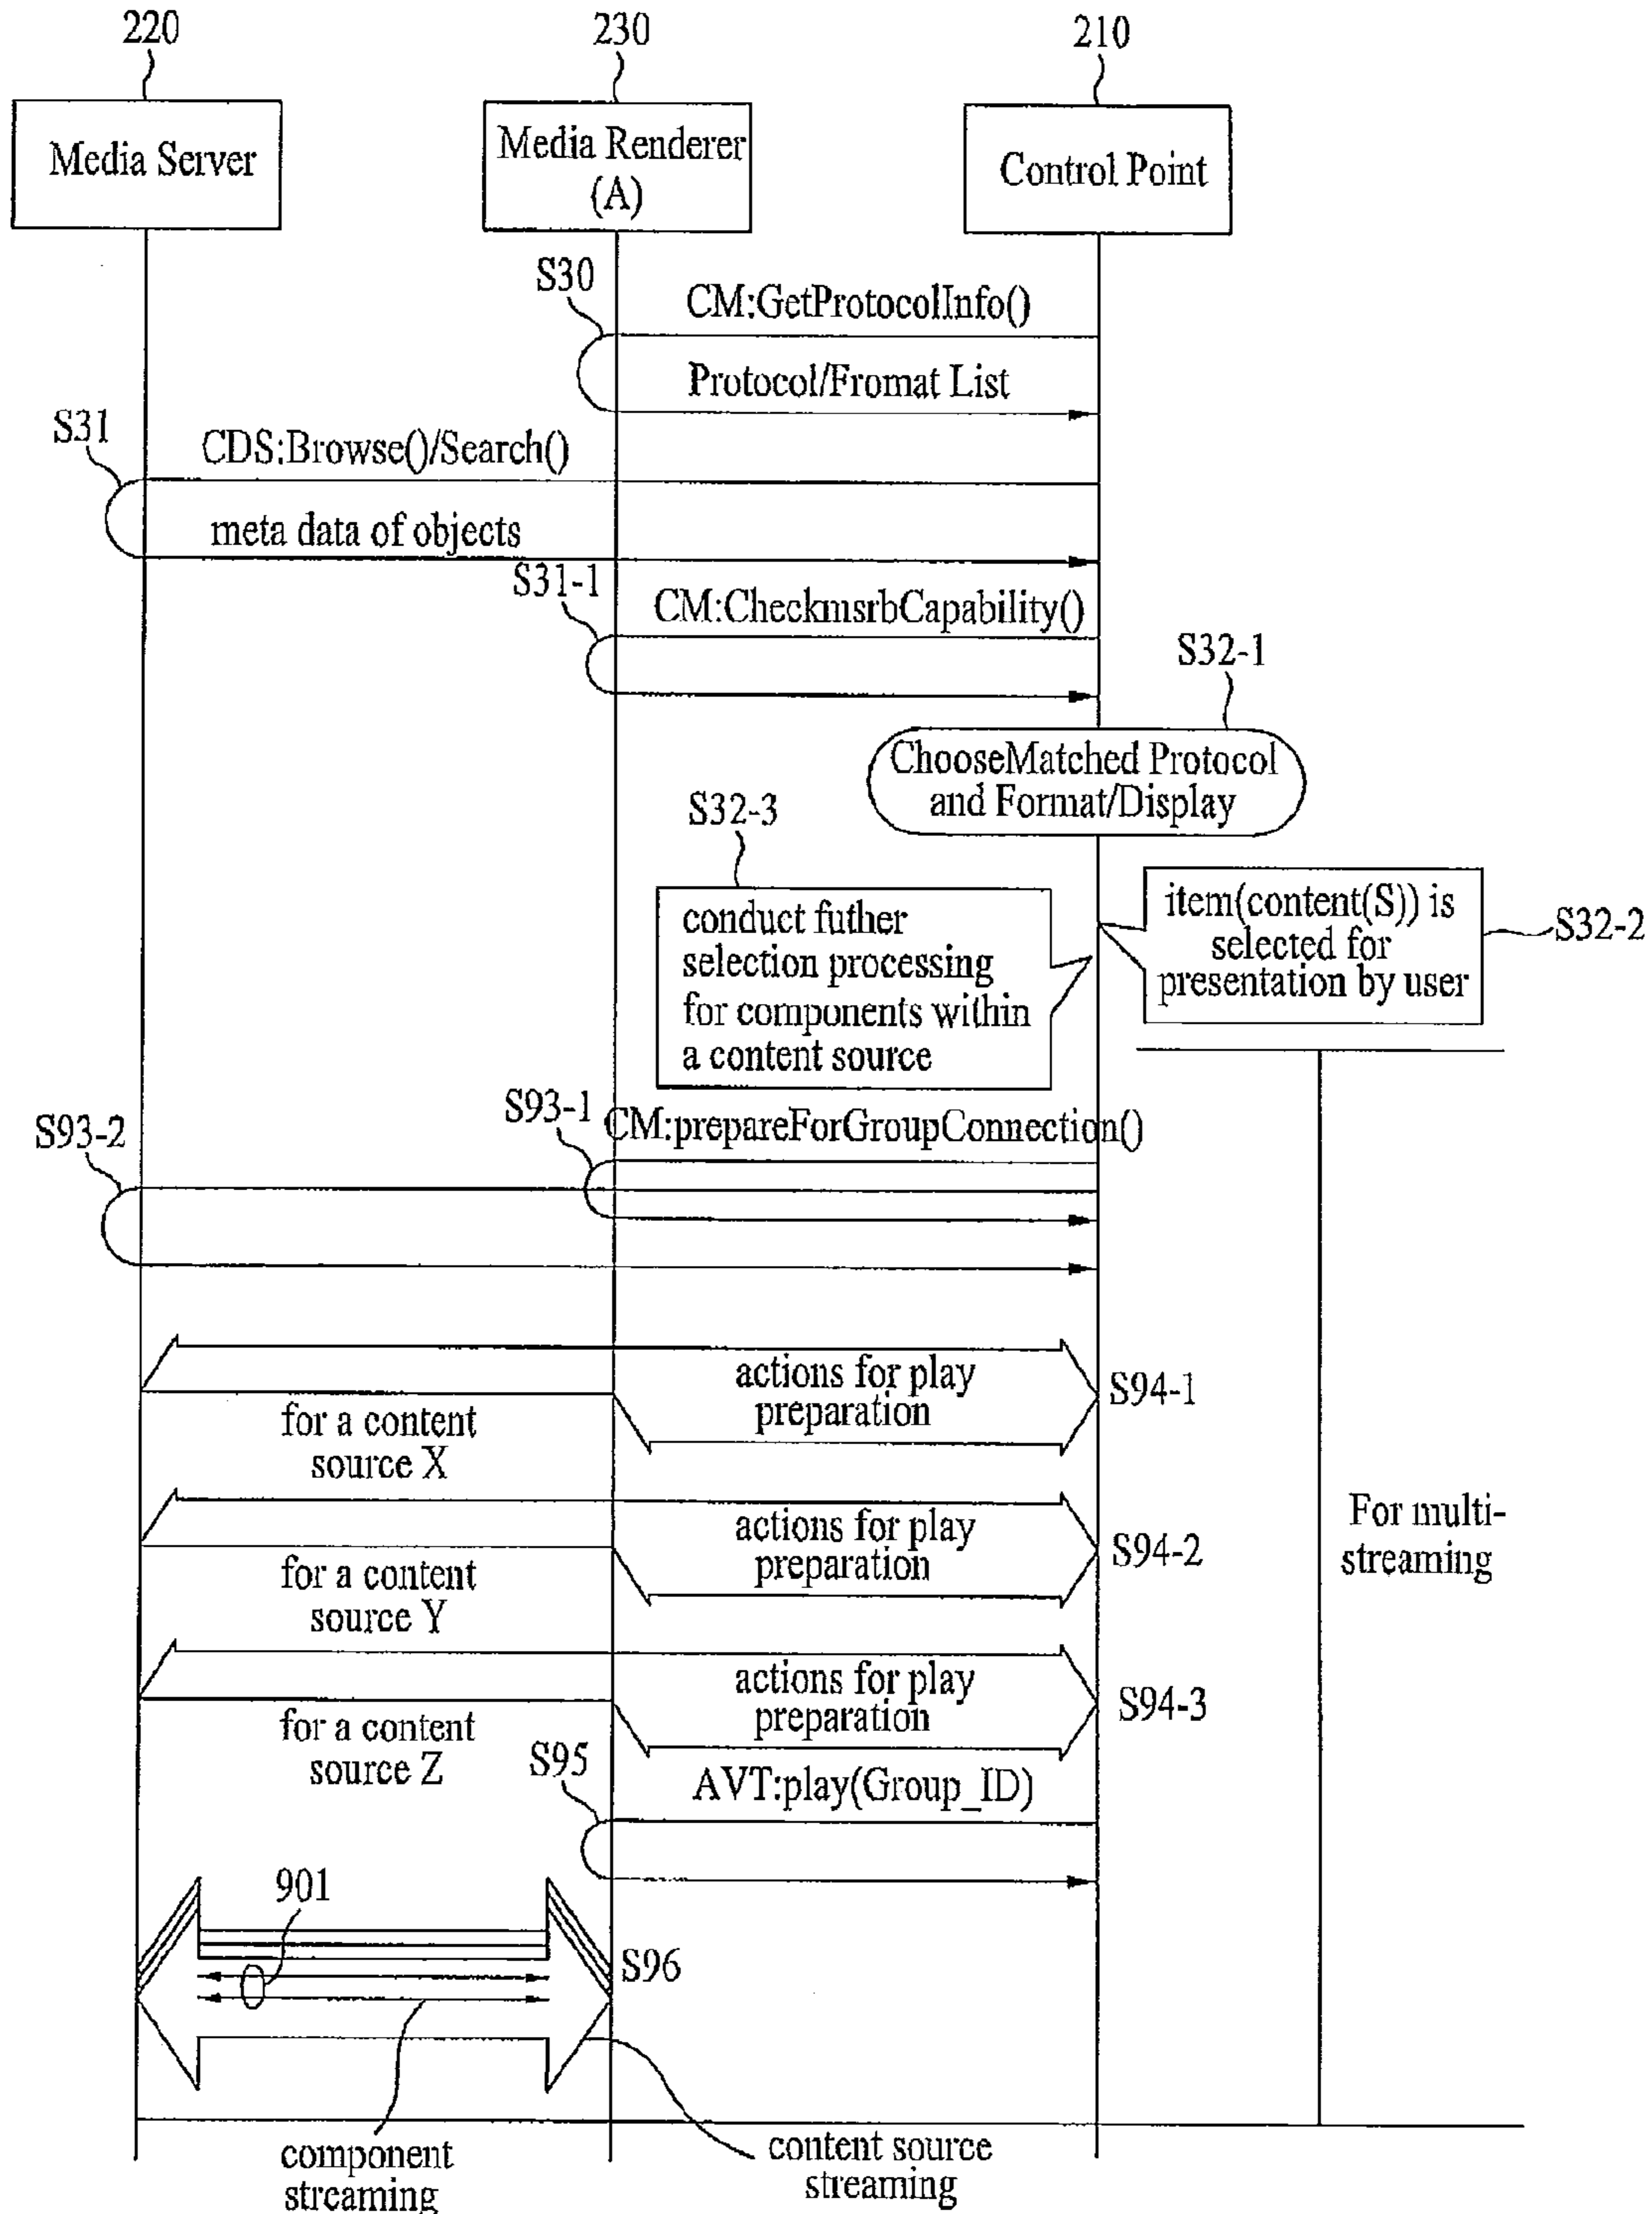 220
230
210
Media Server
Media Renderer
(A)
Control Point
S30
CM:GetProtocolInfo()
Protocol/Fromat List
S31
CDS:Browse()/Search()
meta data of objects
S31-1
CM:CheckmsrbCapability()
S32-1
ChooseMatched Protocol
and Format/Display
S32-3
conduct futher
selection processing
for components within
a content source
item(content(S)) is
selected for
presentation by user
S32-2
S93-1
CM:prepareForGroupConnection()
S93-2
actions for play
preparation
S94-1
for a content
source X
actions for play
preparation
S94-2
for a content
source Y
For multi-
streaming
actions for play
preparation
S94-3
for a content
source Z
S95
AVT:play(Group_ID)
901
S96
component
streaming
content source
streaming